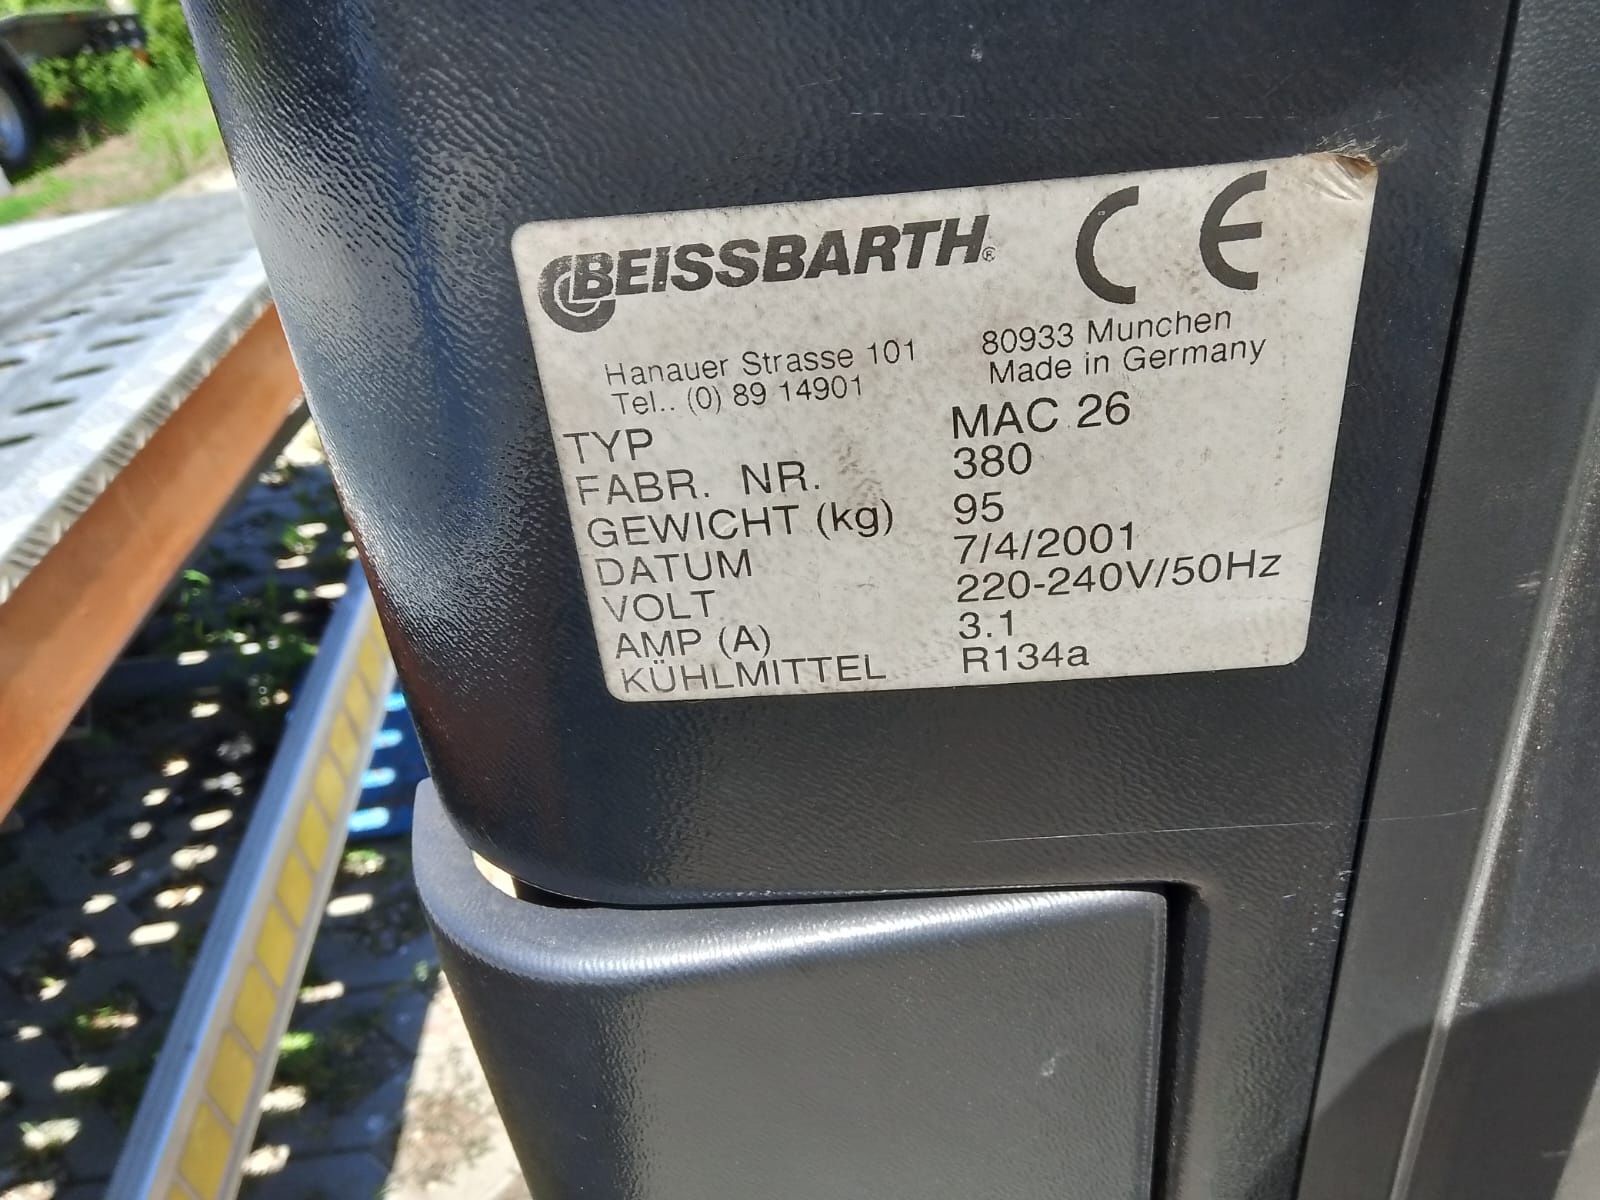 BEISSBARTH® CE
Hanauer Strasse 101 80933 Munchen
Tel.. (0) 89 14901 Made in Germany
TYP MAC 26
FABR. NR. 380
GEWICHT (kg) 95
DATUM 7/4/2001
VOLT 220-240V/50Hz
AMP (A) 3.1
KÜHLMITTEL R134a